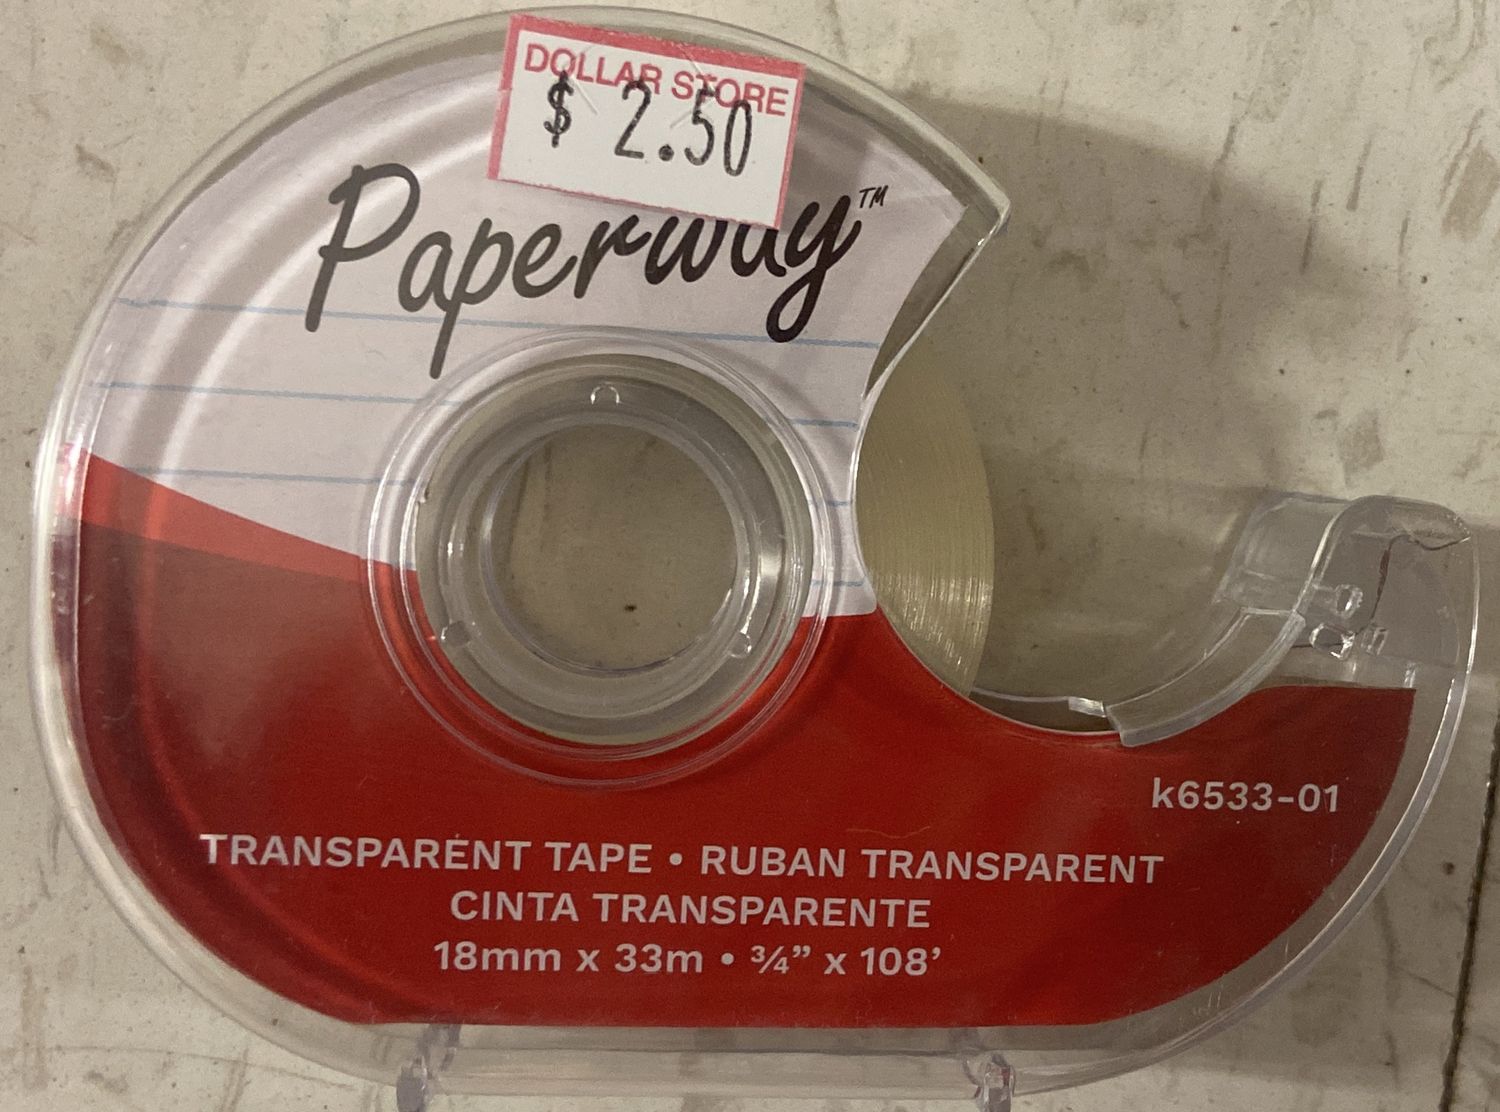 DOLLAR STORE
$ 2.50
Paperway™
k6533-01
TRANSPARENT TAPE • RUBAN TRANSPARENT
CINTA TRANSPARENTE
18mm x 33m • ¾” x 108’